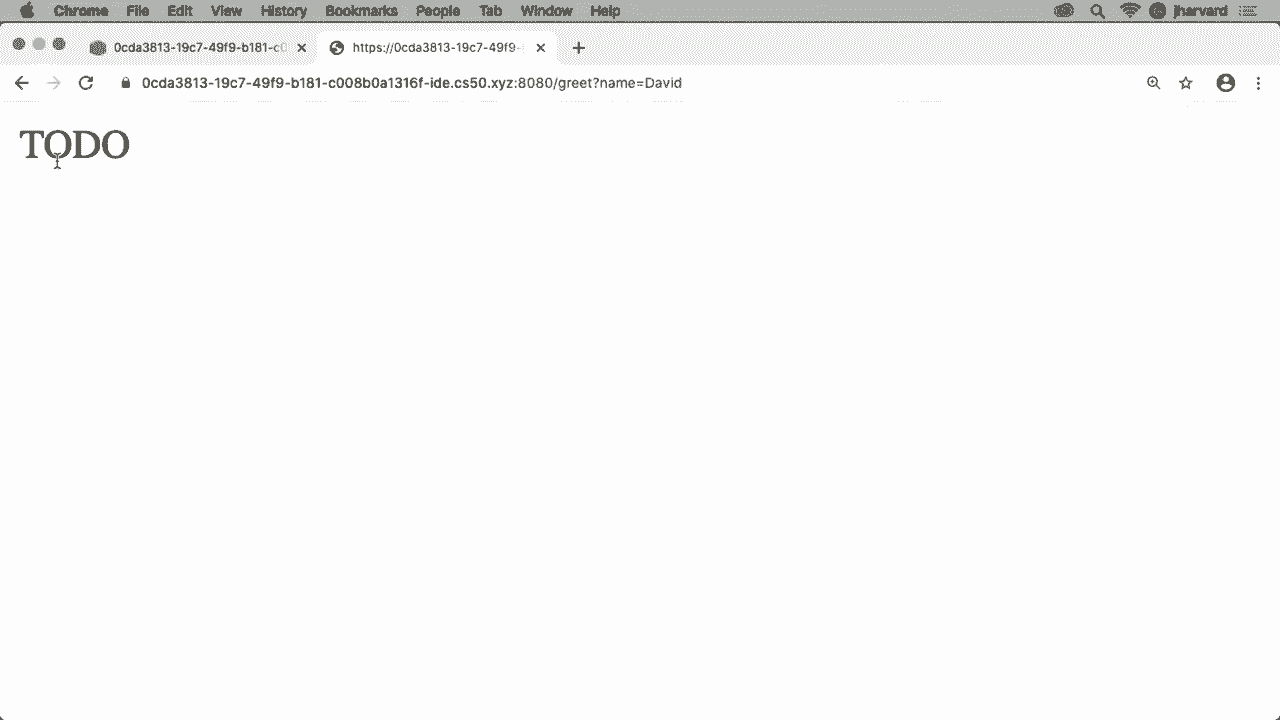 Chrome File Edit View History Bookmarks People Tab Window Help jharvard
0cda3813-19c7-49f9-b181-c0 https://0cda3813-19c7-49f9-
0cda3813-19c7-49f9-b181-c008b0a1316f-ide.cs50.xyz:8080/greet?name=David
TODO